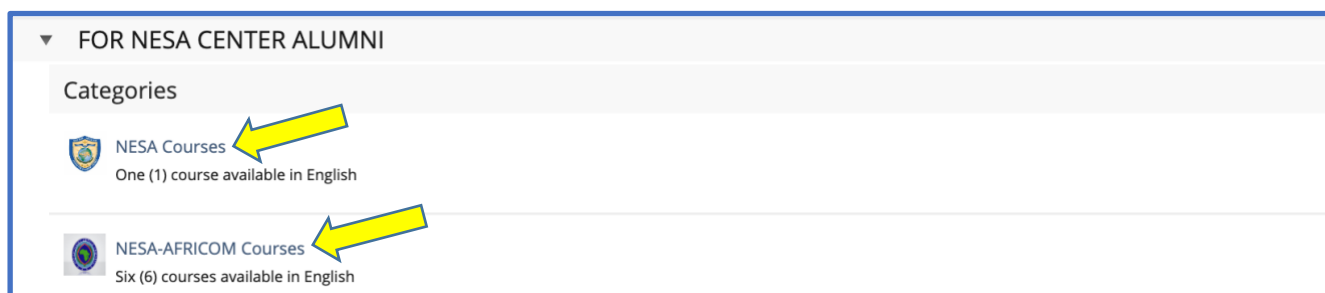 FOR NESA CENTER ALUMNI
Categories
NESA Courses
One (1) course available in English
NESA-AFRICOM Courses
Six (6) courses available in English